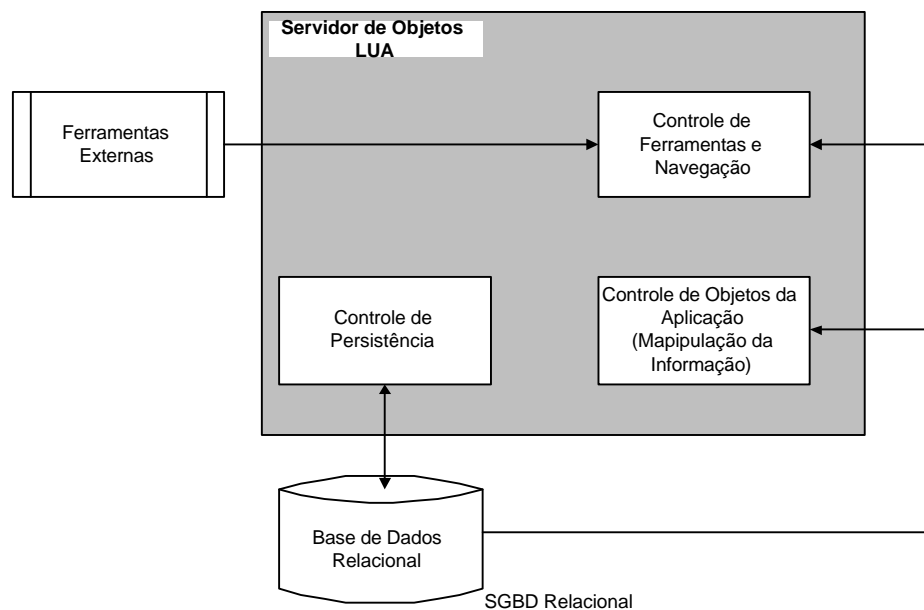 Servidor de Objetos
LUA
Ferramentas
Externas
Controle de
Ferramentas e
Navegação
Controle de
Persistência
Controle de Objetos da
Aplicação
(Mapipulação da
Informação)
Base de Dados
Relacional
SGBD Relacional